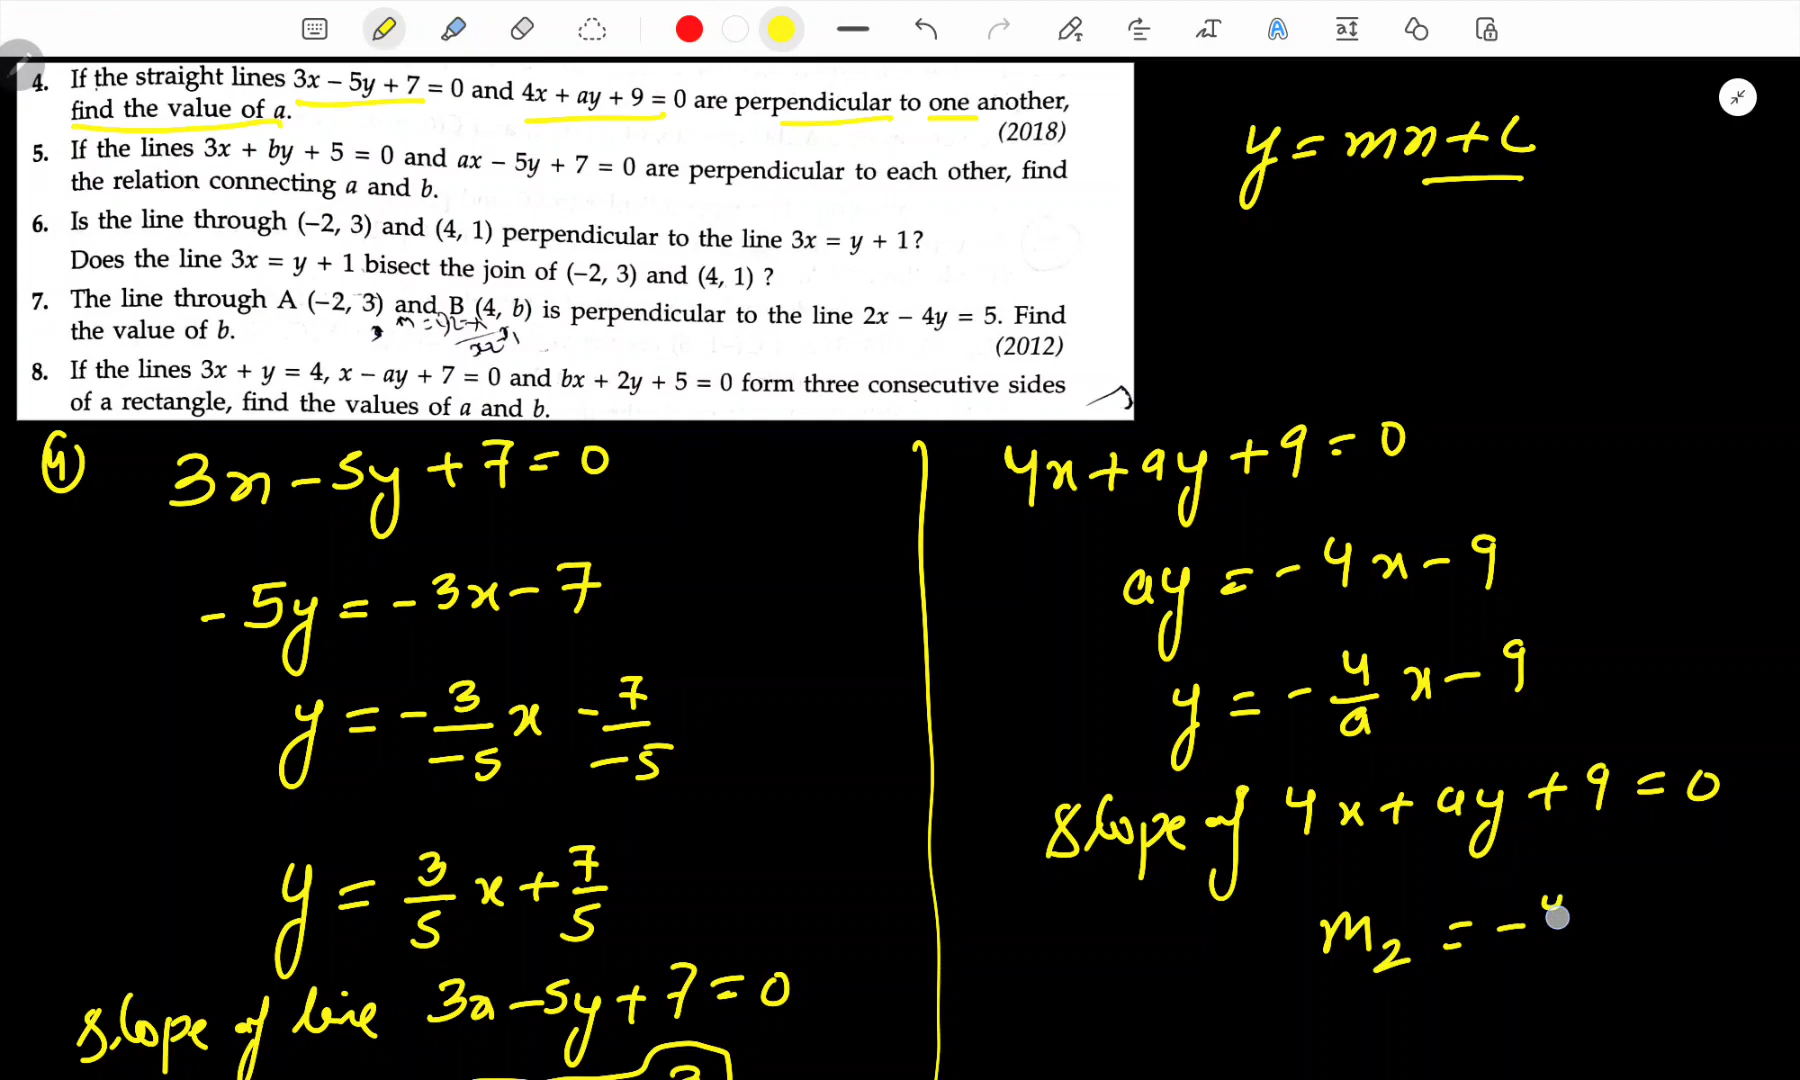 4. If the straight lines 3x – 5y + 7 = 0 and 4x + ay + 9 = 0 are perpendicular to one another,
find the value of a.
(2018)
5. If the lines 3x + by + 5 = 0 and ax – 5y + 7 = 0 are perpendicular to each other, find
the relation connecting a and b.
6. Is the line through (–2, 3) and (4, 1) perpendicular to the line 3x = y + 1?
Does the line 3x = y + 1 bisect the join of (–2, 3) and (4, 1) ?
7. The line through A (–2, 3) and B (4, b) is perpendicular to the line 2x – 4y = 5. Find
the value of b.
(2012)
8. If the lines 3x + y = 4, x – ay + 7 = 0 and bx + 2y + 5 = 0 form three consecutive sides
of a rectangle, find the values of a and b.
y = mx + c
(4) 3x - 5y + 7 = 0
-5y = -3x - 7
y = -3/-5 x - 7/-5
y = 3/5 x + 7/5
slope of line 3x - 5y + 7 = 0
4x + ay + 9 = 0
ay = -4x - 9
y = -4/a x - 9
slope of 4x + ay + 9 = 0
m2 = - 4